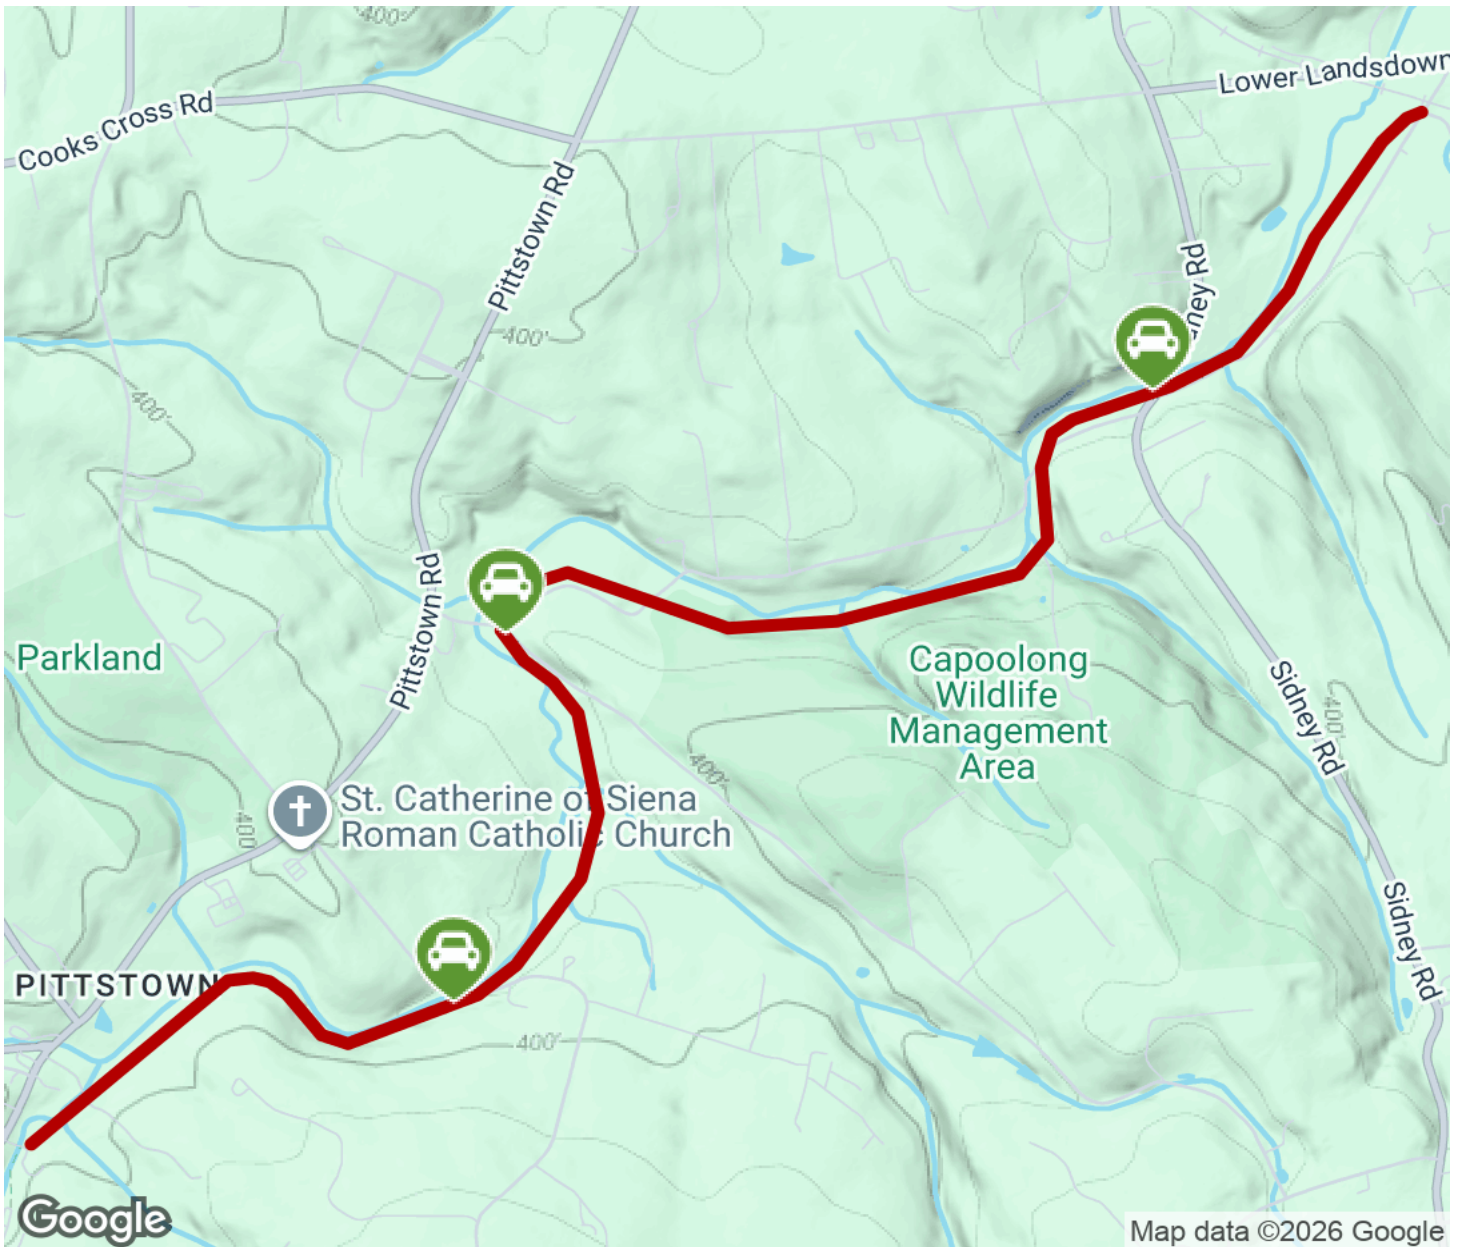 400'
Lower Landsdown
Cooks Cross Rd
Pittstown Rd
400'
400'
Pittstown Rd
Parkland
Capoolong
Wildlife
Management
Area
Sidney Rd
400'
400'
400'
St. Catherine of Siena
Roman Catholic Church
Sidney Rd
PITTSTOWN
400'
Google
Map data ©2026 Google